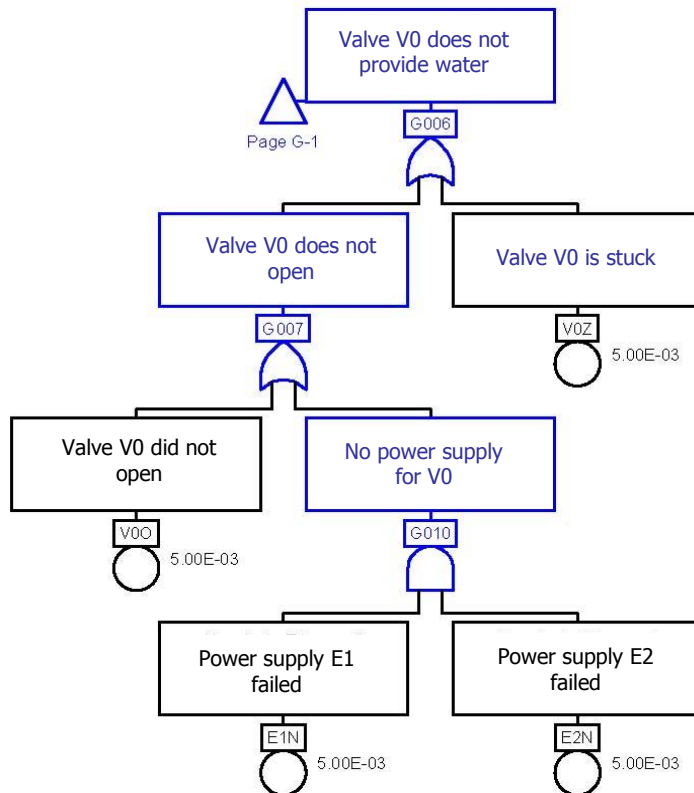 Valve V0 does not
provide water
Page G-1
G006
Valve V0 does not
open
Valve V0 is stuck
G007
V0Z
5.00E-03
Valve V0 did not
open
No power supply
for V0
V0O
5.00E-03
G010
Power supply E1
failed
Power supply E2
failed
E1N
5.00E-03
E2N
5.00E-03